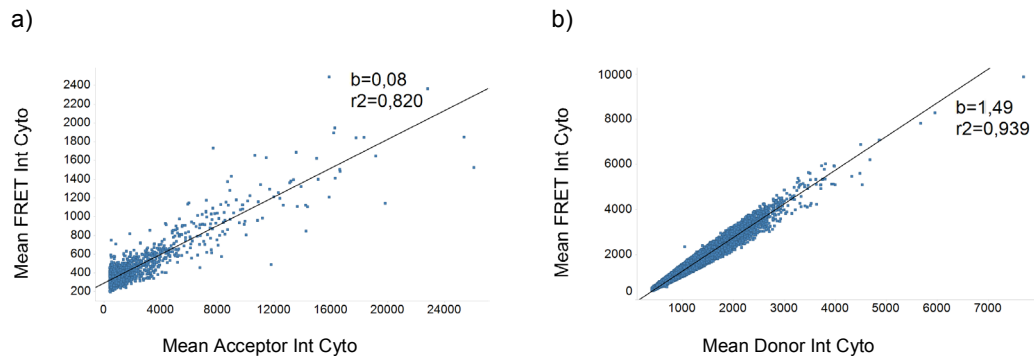 a)
b)
b=0,08
r2=0,820
2400
2200
2000
1800
1600
1400
1200
1000
800
600
400
200
Mean FRET Int Cyto
0 4000 8000 12000 16000 20000 24000
Mean Acceptor Int Cyto
b=1,49
r2=0,939
10000
8000
6000
4000
2000
0
Mean FRET Int Cyto
1000 2000 3000 4000 5000 6000 7000
Mean Donor Int Cyto